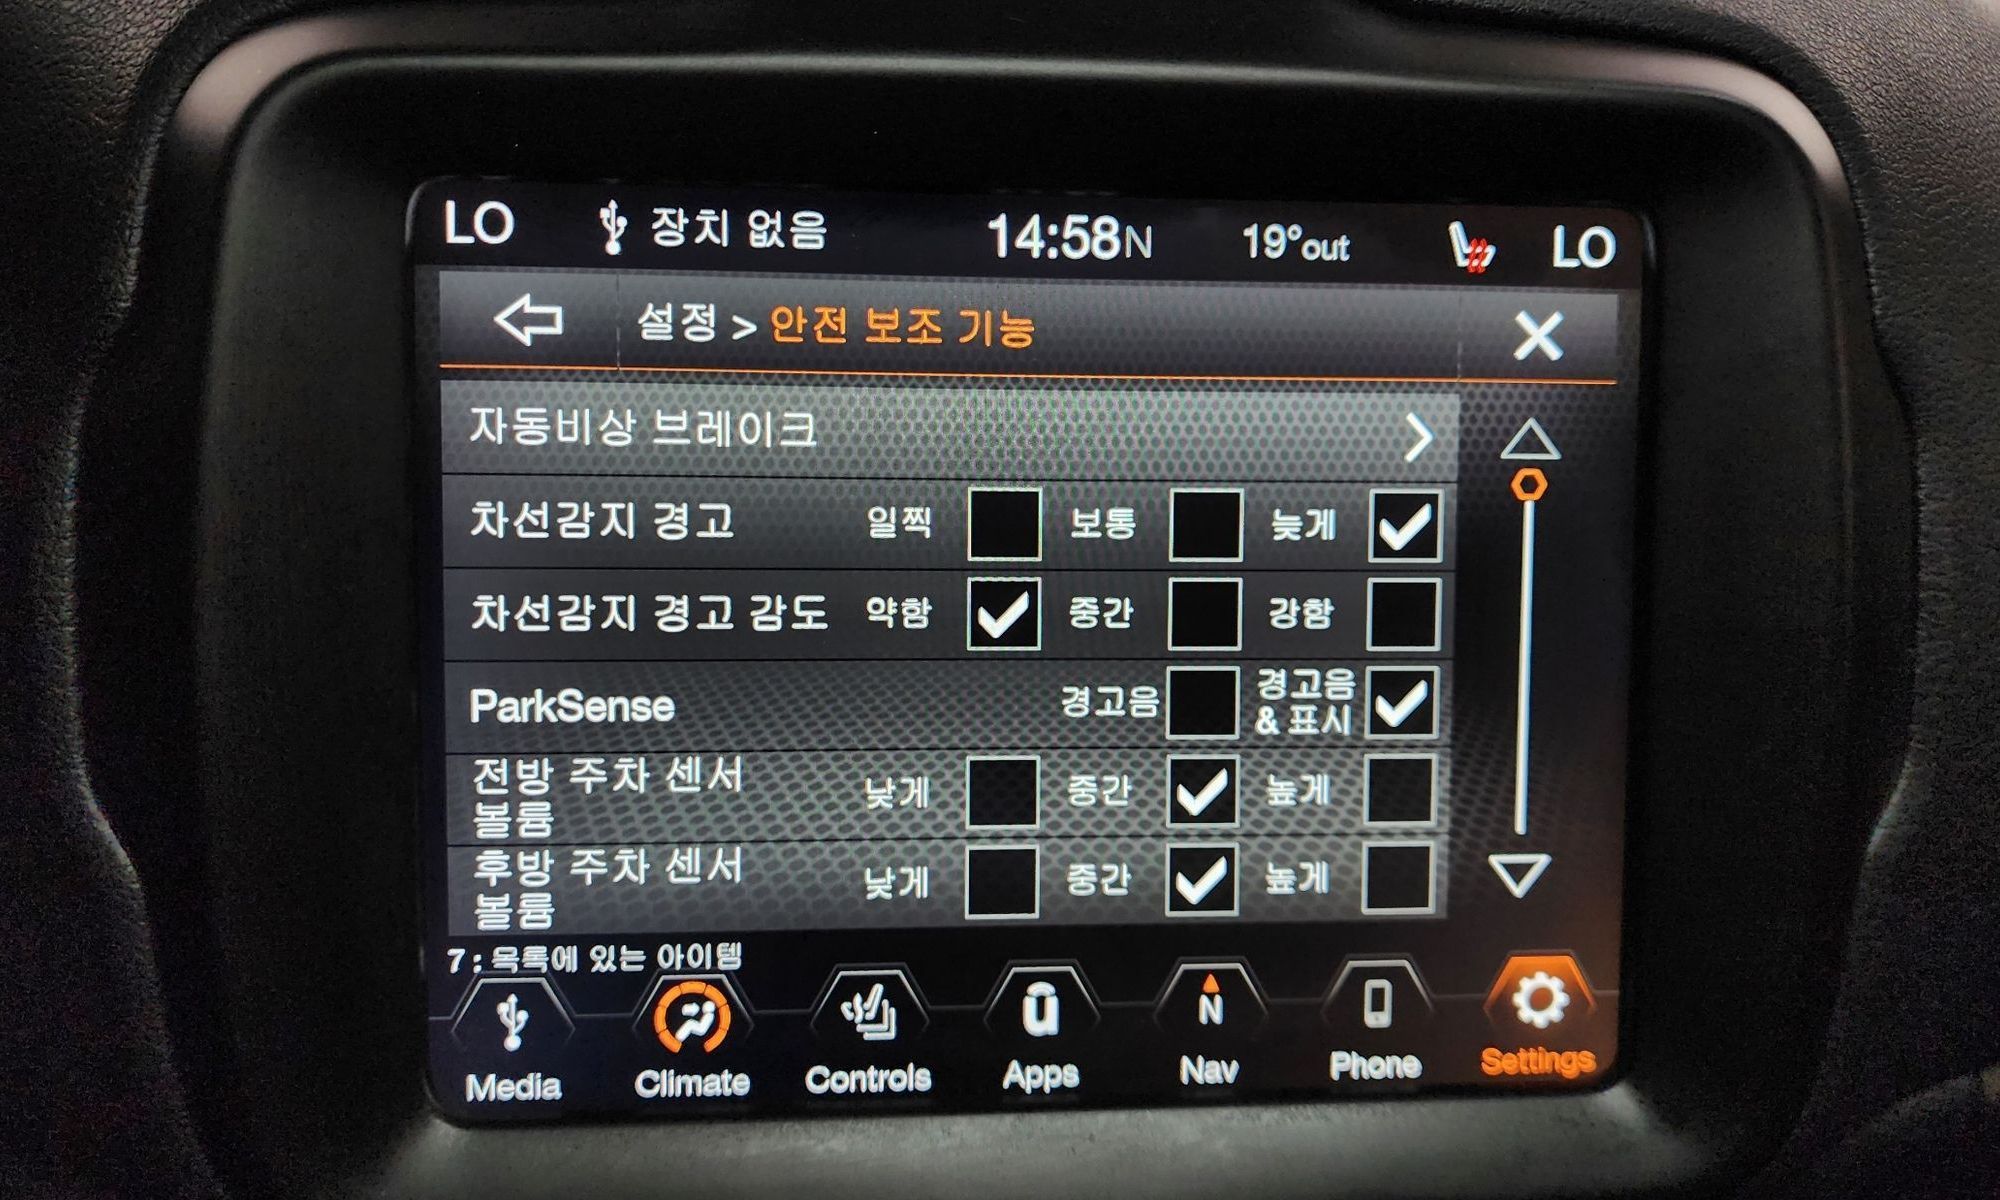 LO 장치 없음 14:58N 19°out LO
설정 > 안전 보조 기능
자동비상 브레이크
차선감지 경고 일찍 보통 늦게
차선감지 경고 감도 약함 중간 강함
ParkSense 경고음 경고음
& 표시
전방 주차 센서
볼륨 낮게 중간 높게
후방 주차 센서
볼륨 낮게 중간 높게
7 : 목록에 있는 아이템
N
Media Climate Controls Apps Nav Phone Settings